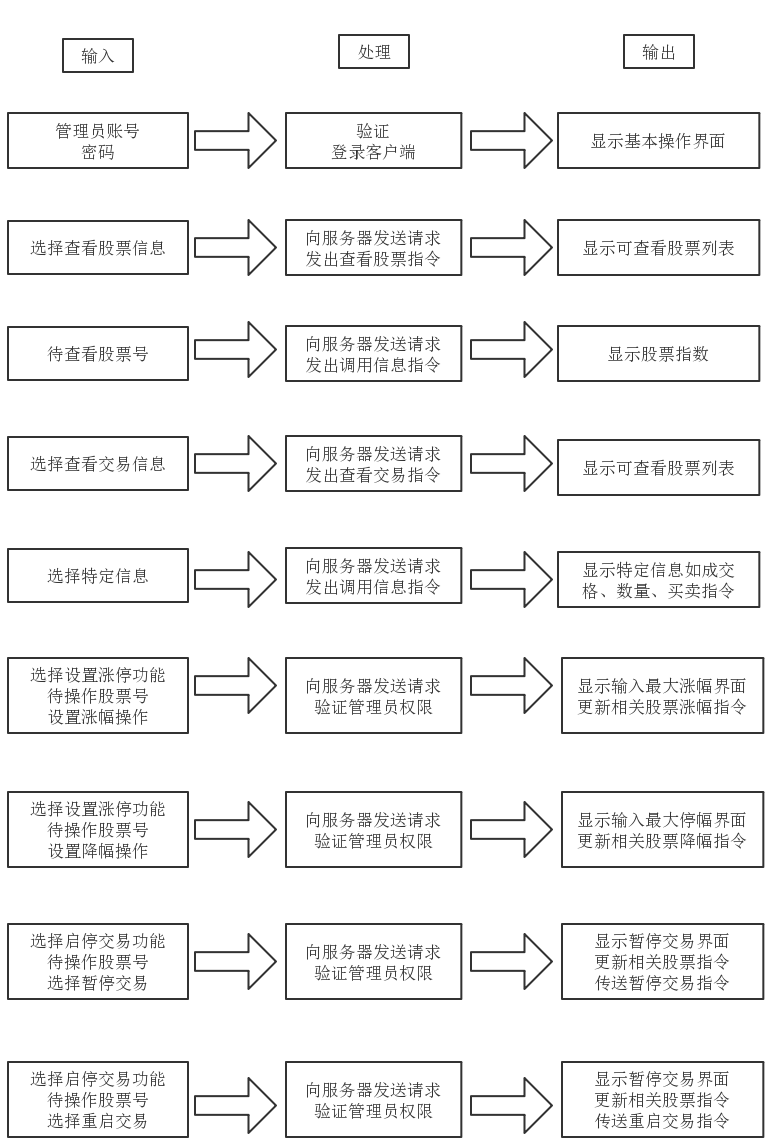 输入
处理
输出
管理员账号
密码
验证
登录客户端
显示基本操作界面
选择查看股票信息
向服务器发送请求
发出查看股票指令
显示可查看股票列表
待查看股票号
向服务器发送请求
发出调用信息指令
显示股票指数
选择查看交易信息
向服务器发送请求
发出查看交易指令
显示可查看股票列表
选择特定信息
向服务器发送请求
发出调用信息指令
显示特定信息如成交
格、数量、买卖指令
选择设置涨停功能
待操作股票号
设置涨幅操作
向服务器发送请求
验证管理员权限
显示输入最大涨幅界面
更新相关股票涨幅指令
选择设置涨停功能
待操作股票号
设置降幅操作
向服务器发送请求
验证管理员权限
显示输入最大停幅界面
更新相关股票降幅指令
选择启停交易功能
待操作股票号
选择暂停交易
向服务器发送请求
验证管理员权限
显示暂停交易界面
更新相关股票指令
传送暂停交易指令
选择启停交易功能
待操作股票号
选择重启交易
向服务器发送请求
验证管理员权限
显示暂停交易界面
更新相关股票指令
传送重启交易指令